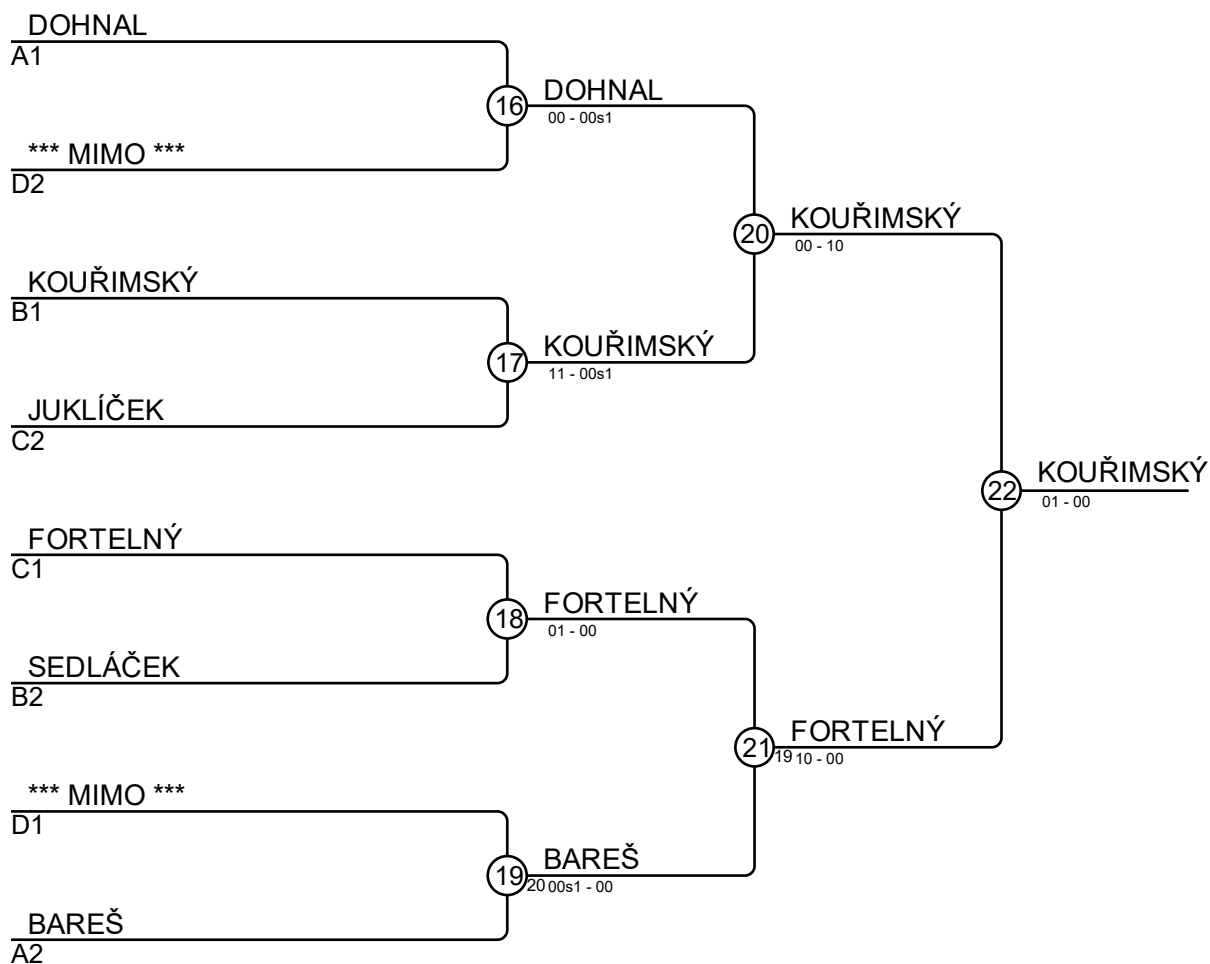 DOHNAL
A1
16
DOHNAL
00 - 00s1
*** MIMO ***
D2
20
KOUŘIMSKÝ
00 - 10
KOUŘIMSKÝ
B1
17
KOUŘIMSKÝ
11 - 00s1
JUKLÍČEK
C2
22
KOUŘIMSKÝ
01 - 00
FORTELNÝ
C1
18
FORTELNÝ
01 - 00
SEDLÁČEK
B2
21
FORTELNÝ
19 10 - 00
*** MIMO ***
D1
19
BAREŠ
20 00s1 - 00
BAREŠ
A2